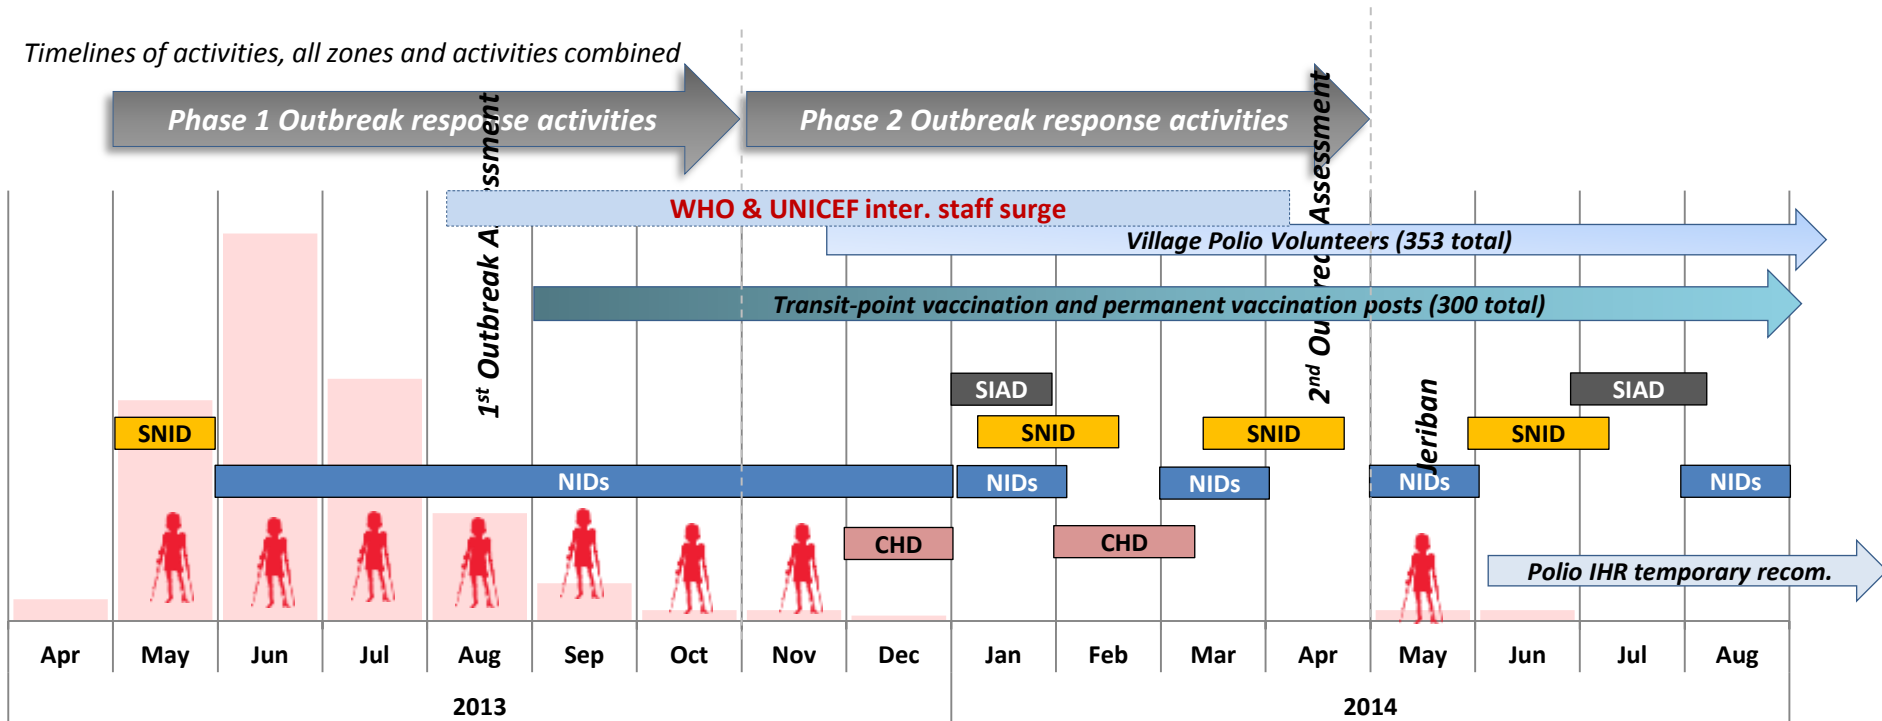 Timelines of activities, all zones and activities combined
Phase 1 Outbreak response activities
Phase 2 Outbreak response activities
1st Outbreak Assessment
2nd Outbreak Assessment
WHO & UNICEF inter. staff surge
Village Polio Volunteers (353 total)
Transit-point vaccination and permanent vaccination posts (300 total)
SIAD
SIAD
Jeriban
SNID
SNID
SNID
SNID
NIDs
NIDs
NIDs
NIDs
NIDs
CHD
CHD
Polio IHR temporary recom.
Apr May Jun Jul Aug Sep Oct Nov Dec Jan Feb Mar Apr May Jun Jul Aug
2013 2014